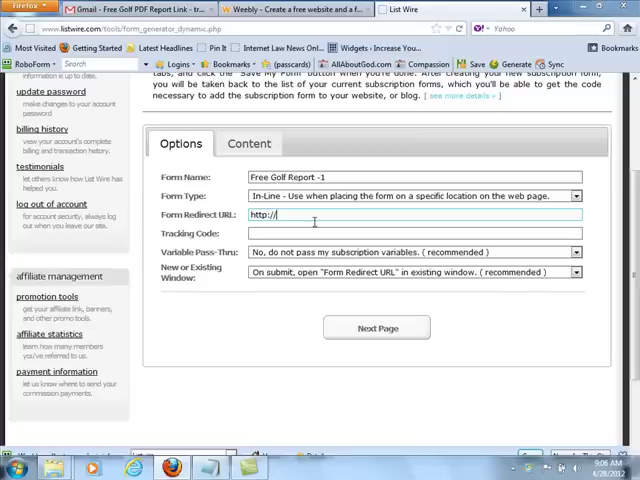 Firefox
Gmail - Free Golf PDF Report Link - tr...
Weebly - Create a free website and a f...
List Wire
www.listwire.com/tools/form_generator_dynamic.php
Yahoo
Most Visited Getting Started Pin It Internet Law News On... Widgets < Increase My... Bookmarks
RoboForm Search Logins Bookmarks (passcards) AllAboutGod.com Compassion Save Generate Sync
information is up to date.
update password
make changes to your account password
billing history
view your account's complete billing and transaction history.
testimonials
let others know how List Wire has helped you.
log out of account
for account security, always log out when you leave our site.
affiliate management
promotion tools
get your affiliate link, banners, and other promo tools.
affiliate statistics
learn how many members you've referred to us.
payment information
let us know where to send your commission payments.
tabs, and click the "Save My Form" button when you're done. After creating your new subscription form,
you will be taken back to the list of your current subscription forms, which you'll be able to get the code
necessary to add the subscription form to your website, or blog. [ see more details » ]
Options Content
Form Name: Free Golf Report -1
Form Type: In-Line - Use when placing the form on a specific location on the web page.
Form Redirect URL: http://
Tracking Code:
Variable Pass-Thru: No, do not pass my subscription variables. ( recommended )
New or Existing Window: On submit, open "Form Redirect URL" in existing window. ( recommended )
Next Page
9:06 AM
4/28/2012